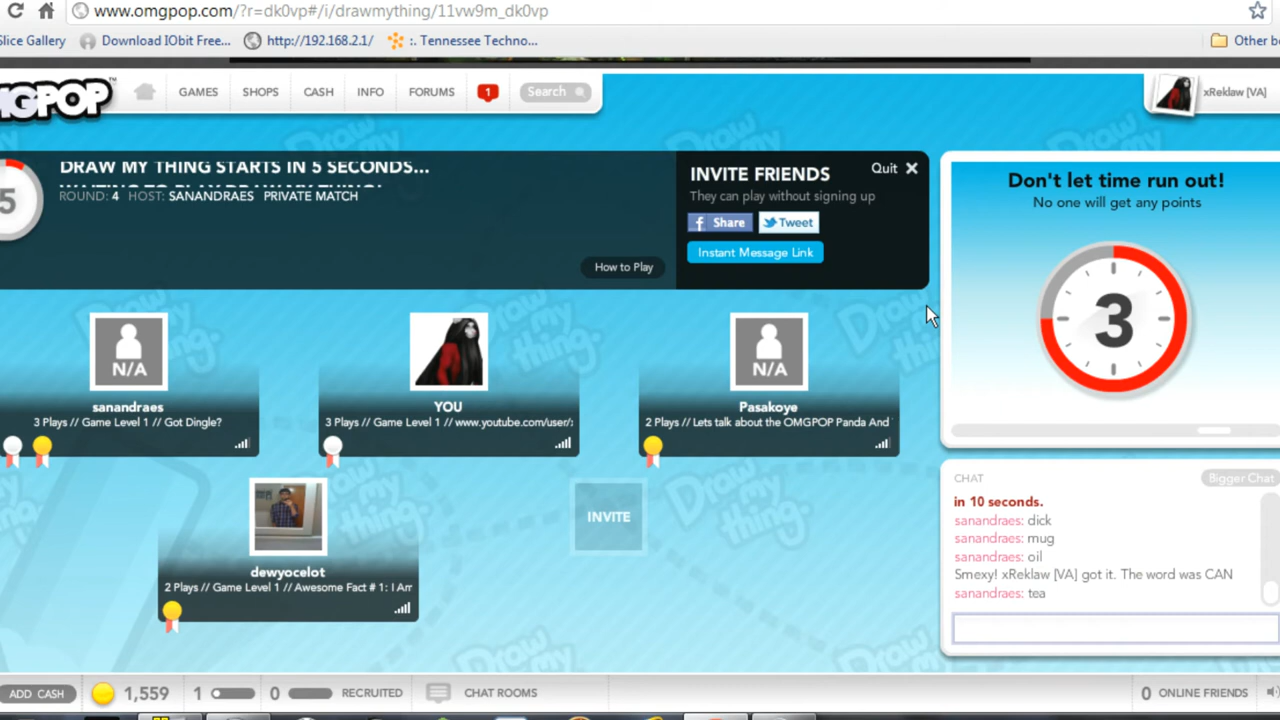 www.omgpop.com/?r=dk0vp#/i/drawmything/11vw9m_dk0vp
Slice Gallery Download IObit Free... http://192.168.2.1/ :. Tennessee Techno... Other b
MGPOP™ GAMES SHOPS CASH INFO FORUMS 1 Search xReklaw [VA]
5
DRAW MY THING STARTS IN 5 SECONDS...
WAITING TO PLAY DRAW MY THING!
ROUND: 4 HOST: SANANDRAES PRIVATE MATCH
How to Play
INVITE FRIENDS Quit
They can play without signing up
f Share Tweet
Instant Message Link
Don't let time run out!
No one will get any points
3
N/A
sanandraes
3 Plays // Game Level 1 // Got Dingle?
YOU
3 Plays // Game Level 1 // www.youtube.com/user/
N/A
Pasakoye
2 Plays // Lets talk about the OMGPOP Panda And
dewyocelot
2 Plays // Game Level 1 // Awesome Fact # 1: I Am
INVITE
CHAT Bigger Chat
in 10 seconds.
sanandraes: dick
sanandraes: mug
sanandraes: oil
Smexy! xReklaw [VA] got it. The word was CAN
sanandraes: tea
ADD CASH 1,559 1 0 RECRUITED CHAT ROOMS 0 ONLINE FRIENDS